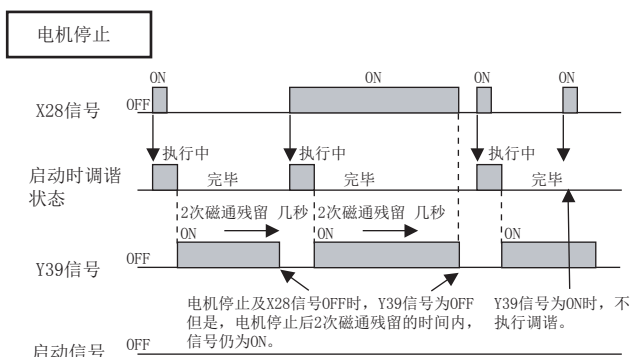 电机停止
ON ON ON ON
X28信号 OFF
执行中 执行中 执行中
启动时调谐
状态
完毕 完毕 完毕
2次磁通残留 几秒 2次磁通残留 几秒
ON ON ON
Y39信号 OFF
电机停止及X28信号OFF时，Y39信号为OFF
但是，电机停止后2次磁通残留的时间内，
信号仍为ON。
Y39信号为ON时，不
执行调谐。
启动信号 OFF